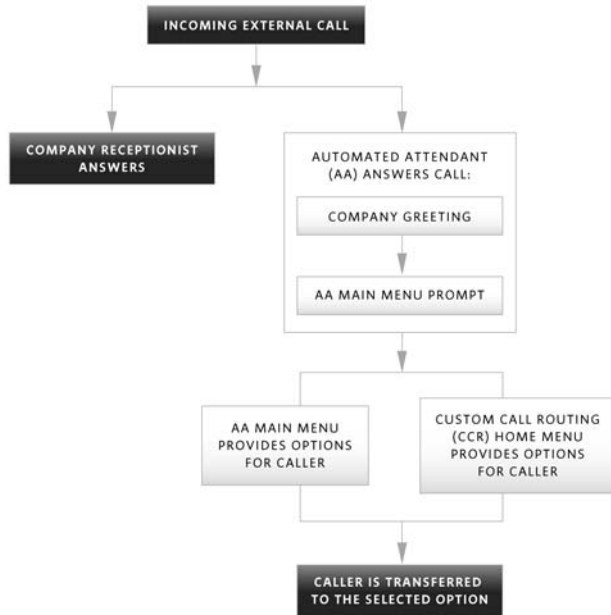 INCOMING EXTERNAL CALL
COMPANY RECEPTIONIST
ANSWERS
AUTOMATED ATTENDANT
(AA) ANSWERS CALL:
COMPANY GREETING
AA MAIN MENU PROMPT
AA MAIN MENU
PROVIDES OPTIONS
FOR CALLER
CUSTOM CALL ROUTING
(CCR) HOME MENU
PROVIDES OPTIONS
FOR CALLER
CALLER IS TRANSFERRED
TO THE SELECTED OPTION